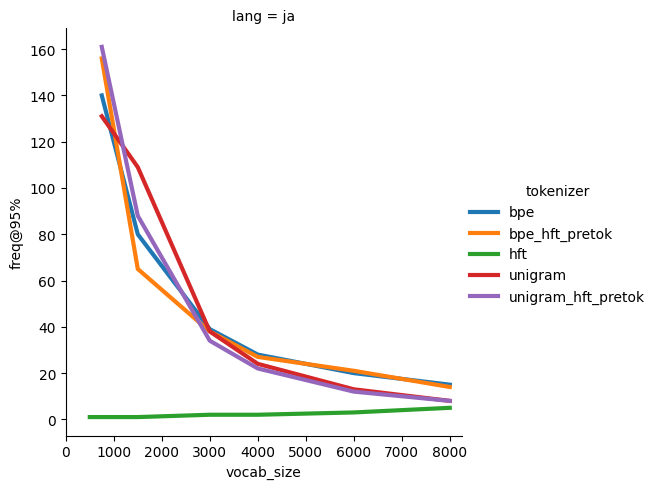 lang = ja
freq@95%
160
140
120
100
80
60
40
20
0
0 1000 2000 3000 4000 5000 6000 7000 8000
vocab_size
tokenizer
bpe
bpe_hft_pretok
hft
unigram
unigram_hft_pretok